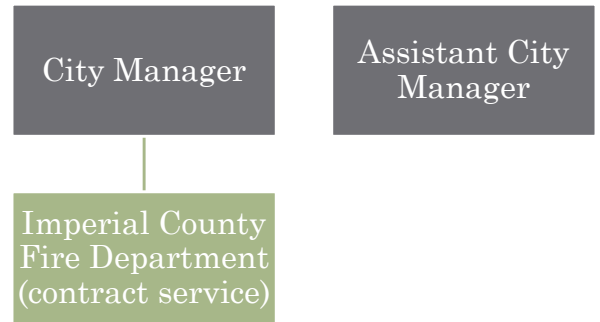 City Manager
Assistant City
Manager
Imperial County
Fire Department
(contract service)